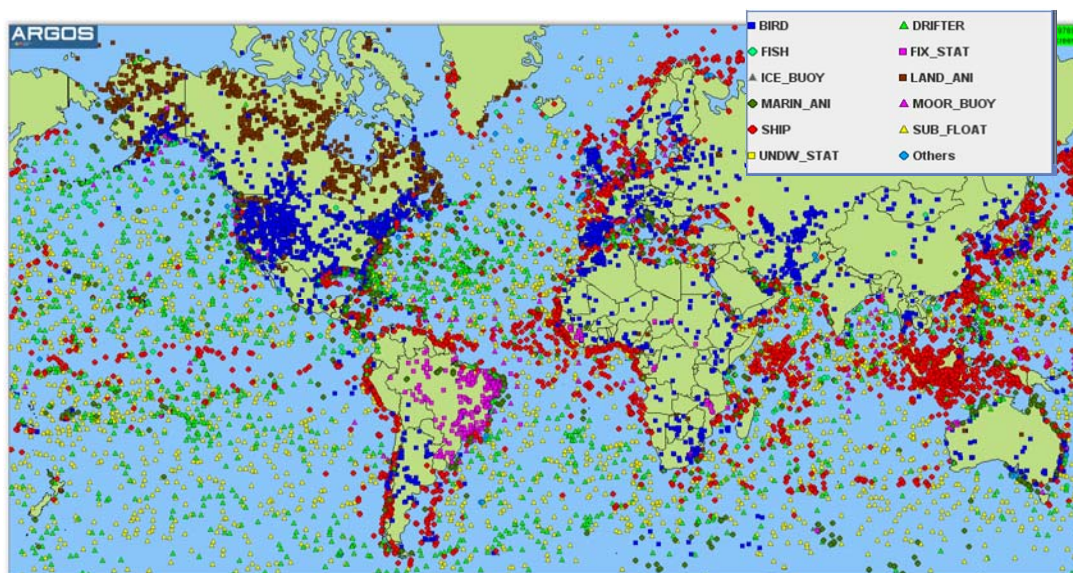 ARGOS
BIRD DRIFTER
FISH FIX_STAT
ICE_BUOY LAND_ANI
MARIN_ANI MOOR_BUOY
SHIP SUB_FLOAT
UNDW_STAT Others